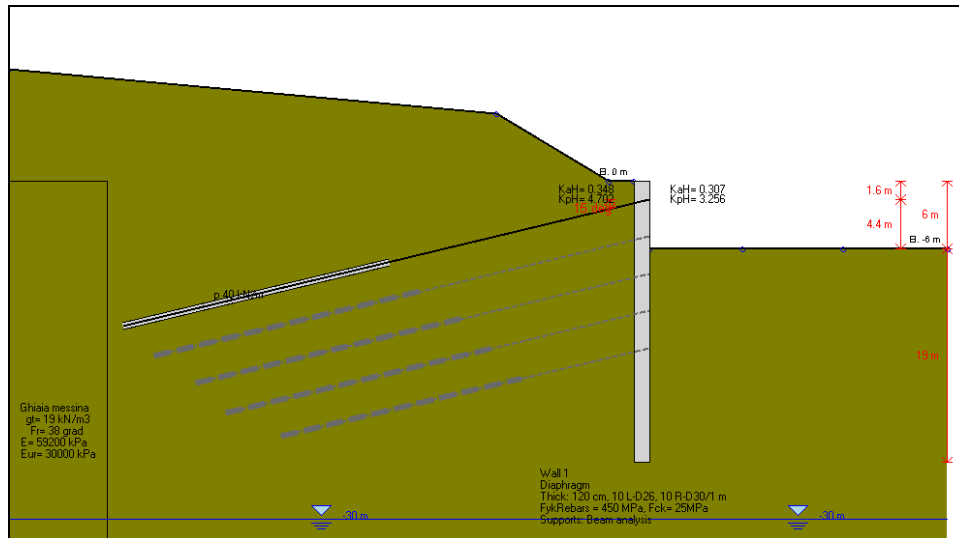 El. 0 m
KaH= 0.348
KpH= 4.702
KaH= 0.307
KpH= 3.256
1.6 m
6 m
4.4 m
El. -6 m
19 m
Ghiaia messina
gt= 19 kN/m3
Fr= 38 grad
E= 59200 kPa
Eur= 30000 kPa
Wall 1
Diaphragm
Thick: 120 cm, 10 L-D26, 10 R-D30/1 m
FykRebars = 450 MPa, Fck= 25MPa
Supports: Beam analysis
-30 m
-30 m